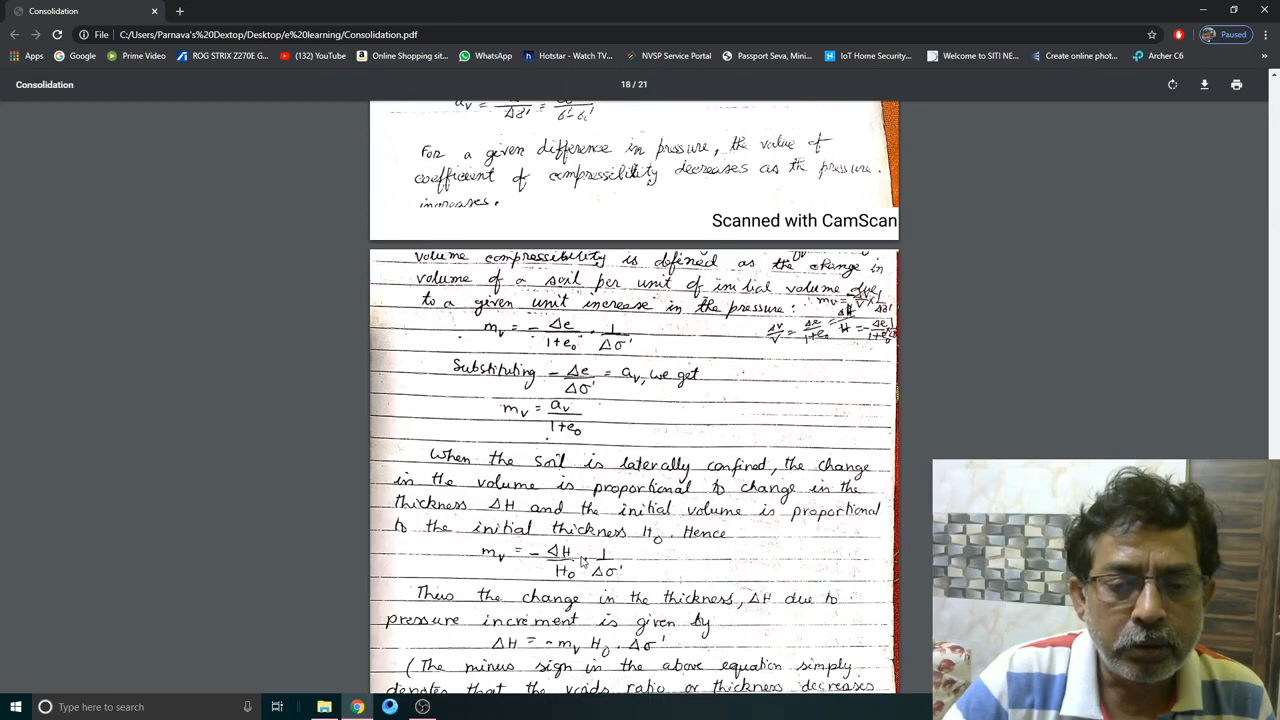 Consolidation
File
C:/Users/Parnava's%20Dextop/Desktop/e%20learning/Consolidation.pdf
Paused
Apps
Google
Prime Video
ROG STRIX Z270E G...
(132) YouTube
Online Shopping sit...
WhatsApp
Hotstar - Watch TV...
NVSP Service Portal
Passport Seva, Mini...
IoT Home Security...
Welcome to SITI NE...
Create online phot...
Archer C6
Consolidation
18 / 21
For a given difference in pressure, the value of
coefficient of compressibility decreases as the pressure
increases.
Scanned with CamScan
volume compressibility is defined as the change in
volume of a soil per unit of initial volume due
to a given unit increase in the pressure:
mv = - Δe/1+e₀ · 1/Δσ'
Substituting - Δe/Δσ' = av, we get
mv = av/1+e₀
When the soil is laterally confined, the change
in the volume is proportional to change in the
thickness ΔH and the initial volume is proportional
to the initial thickness H₀. Hence
mv = - ΔH/H₀ · 1/Δσ'
Thus the change in the thickness, ΔH due to
pressure increment is given by
ΔH = -mv H₀ . Δσ'
(The minus sign in the above equation simply
denotes that the voids ratio or thickness decreases
Type here to search